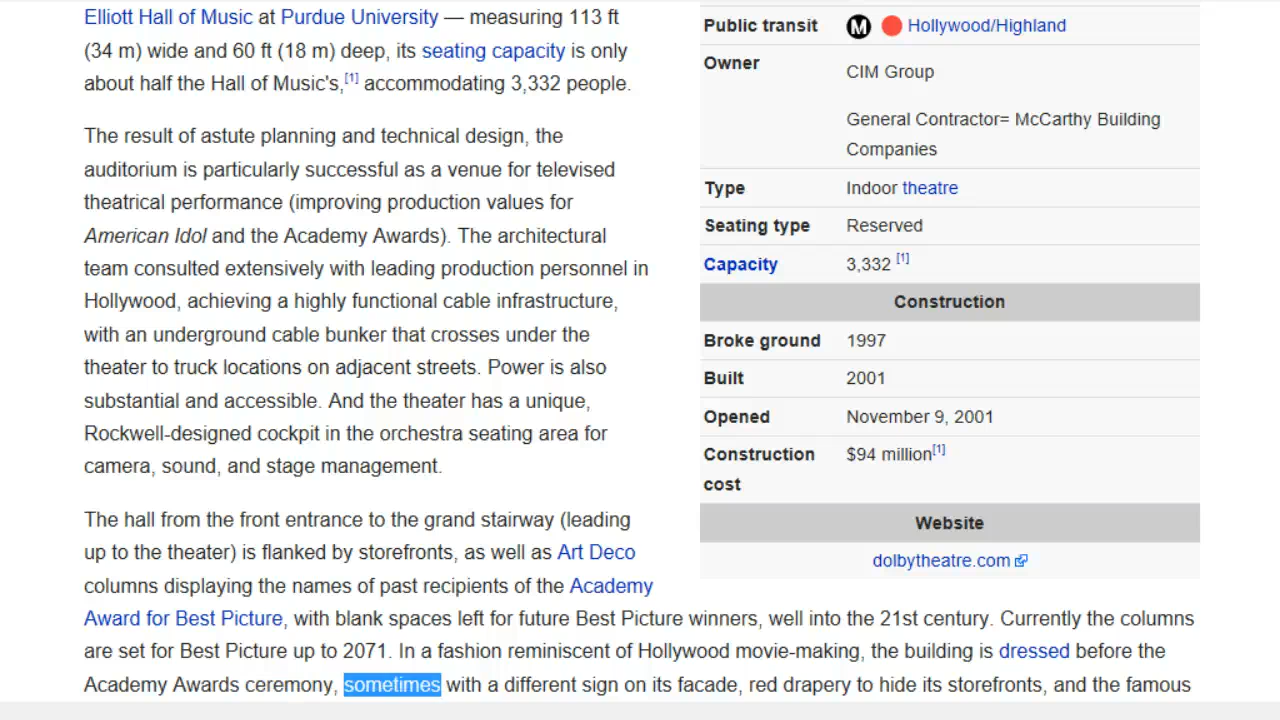 Elliott Hall of Music at Purdue University — measuring 113 ft
(34 m) wide and 60 ft (18 m) deep, its seating capacity is only
about half the Hall of Music's,[1] accommodating 3,332 people.
The result of astute planning and technical design, the
auditorium is particularly successful as a venue for televised
theatrical performance (improving production values for
American Idol and the Academy Awards). The architectural
team consulted extensively with leading production personnel in
Hollywood, achieving a highly functional cable infrastructure,
with an underground cable bunker that crosses under the
theater to truck locations on adjacent streets. Power is also
substantial and accessible. And the theater has a unique,
Rockwell-designed cockpit in the orchestra seating area for
camera, sound, and stage management.
The hall from the front entrance to the grand stairway (leading
up to the theater) is flanked by storefronts, as well as Art Deco
columns displaying the names of past recipients of the Academy
Award for Best Picture, with blank spaces left for future Best Picture winners, well into the 21st century. Currently the columns
are set for Best Picture up to 2071. In a fashion reminiscent of Hollywood movie-making, the building is dressed before the
Academy Awards ceremony, sometimes with a different sign on its facade, red drapery to hide its storefronts, and the famous
Public transit M Hollywood/Highland
Owner CIM Group
General Contractor= McCarthy Building
Companies
Type Indoor theatre
Seating type Reserved
Capacity 3,332 [1]
Construction
Broke ground 1997
Built 2001
Opened November 9, 2001
Construction $94 million[1]
cost
Website
dolbytheatre.com